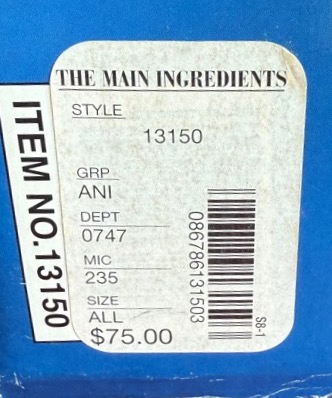 THE MAIN INGREDIENTS
STYLE
13150
GRP
ANI
DEPT
0747
MIC
235
SIZE
ALL
$75.00
086786131503
S8-1
ITEM NO.13150